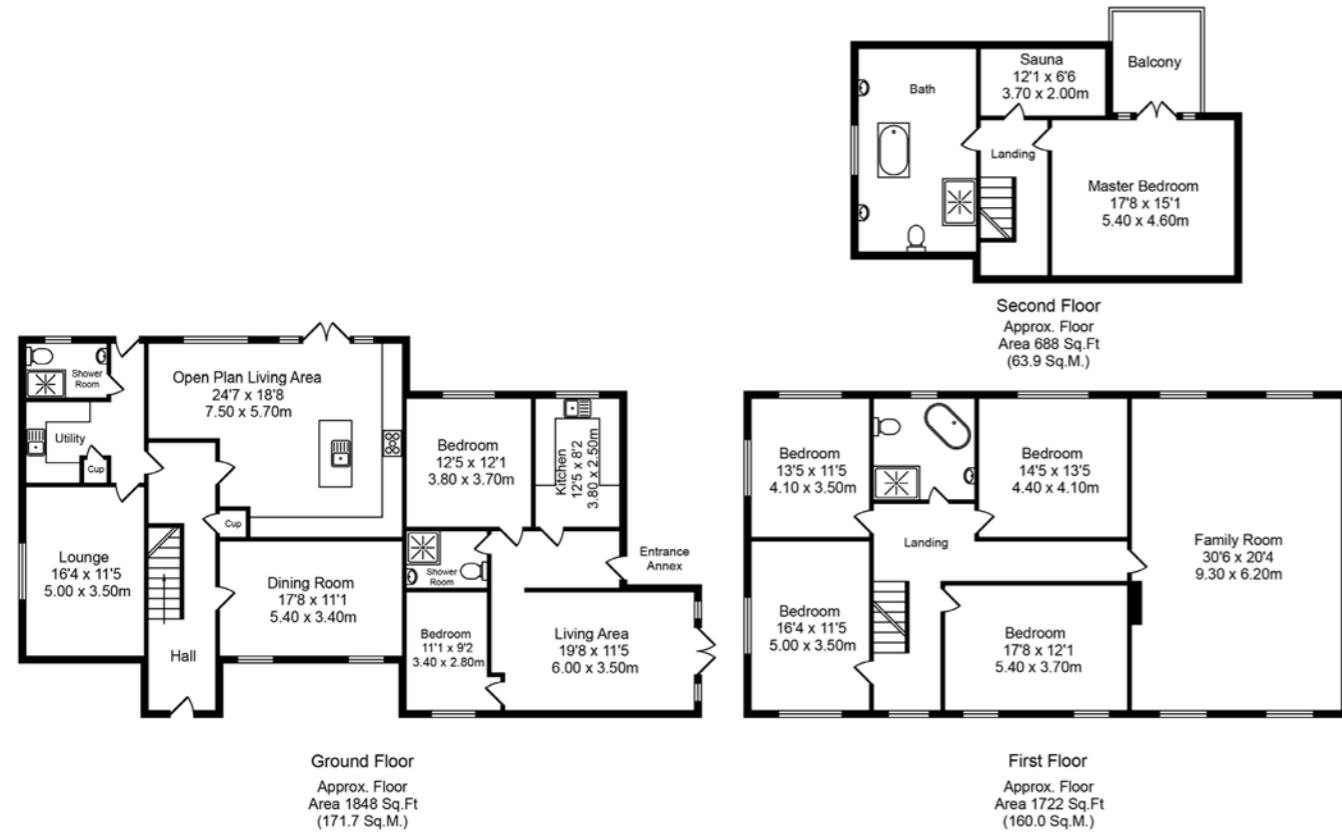 Sauna
12'1 x 6'6
3.70 x 2.00m
Balcony
Bath
Landing
Master Bedroom
17'8 x 15'1
5.40 x 4.60m
Second Floor
Approx. Floor
Area 688 Sq.Ft
(63.9 Sq.M.)
Shower
Room
Open Plan Living Area
24'7 x 18'8
7.50 x 5.70m
Utility
Cup
Bedroom
12'5 x 12'1
3.80 x 3.70m
Kitchen
12'5 x 8'2
3.80 x 2.50m
Cup
Lounge
16'4 x 11'5
5.00 x 3.50m
Dining Room
17'8 x 11'1
5.40 x 3.40m
Shower
Room
Entrance
Annex
Hall
Bedroom
11'1 x 9'2
3.40 x 2.80m
Living Area
19'8 x 11'5
6.00 x 3.50m
Ground Floor
Approx. Floor
Area 1848 Sq.Ft
(171.7 Sq.M.)
Bedroom
13'5 x 11'5
4.10 x 3.50m
Bedroom
14'5 x 13'5
4.40 x 4.10m
Landing
Family Room
30'6 x 20'4
9.30 x 6.20m
Bedroom
16'4 x 11'5
5.00 x 3.50m
Bedroom
17'8 x 12'1
5.40 x 3.70m
First Floor
Approx. Floor
Area 1722 Sq.Ft
(160.0 Sq.M.)